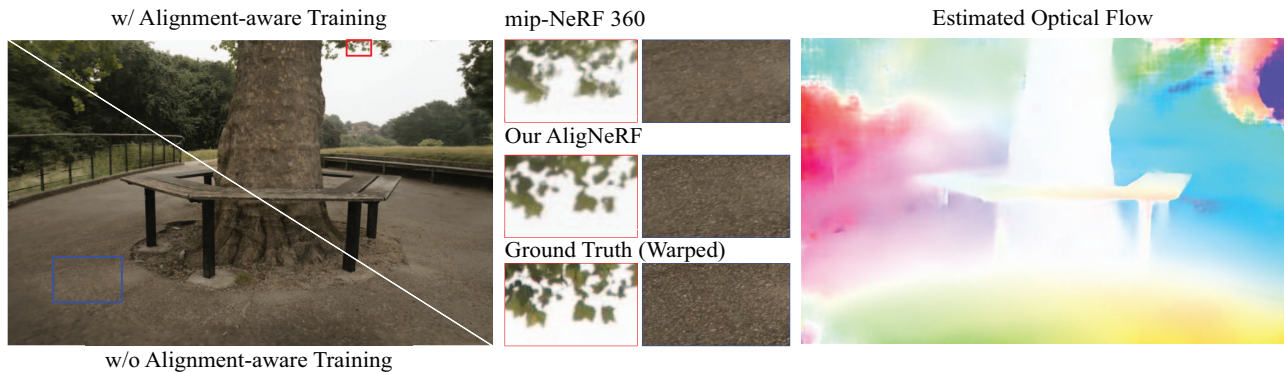 w/ Alignment-aware Training
w/o Alignment-aware Training
mip-NeRF 360
Our AligNeRF
Ground Truth (Warped)
Estimated Optical Flow